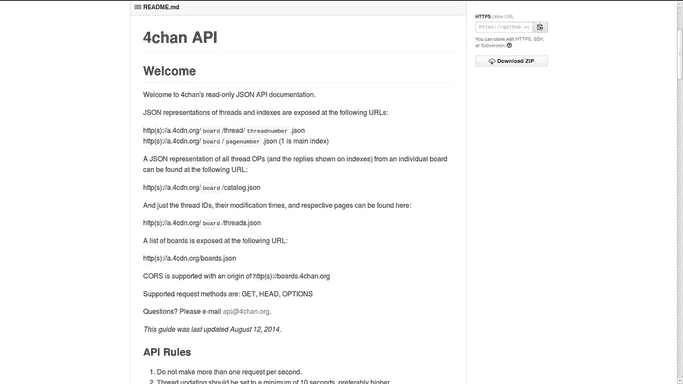 README.md
4chan API
Welcome
Welcome to 4chan's read-only JSON API documentation.
JSON representations of threads and indexes are exposed at the following URLs:
http(s)://a.4cdn.org/ board /thread/ threadnumber .json
http(s)://a.4cdn.org/ board / pagenumber .json (1 is main index)
A JSON representation of all thread OPs (and the replies shown on indexes) from an individual board
can be found at the following URL:
http(s)://a.4cdn.org/ board /catalog.json
And just the thread IDs, their modification times, and respective pages can be found here:
http(s)://a.4cdn.org/ board /threads.json
A list of boards is exposed at the following URL:
http(s)://a.4cdn.org/boards.json
CORS is supported with an origin of http(s)://boards.4chan.org
Supported request methods are: GET, HEAD, OPTIONS
Questions? Please e-mail api@4chan.org.
This guide was last updated August 12, 2014.
API Rules
1. Do not make more than one request per second.
2. Thread updating should be set to a minimum of 10 seconds, preferably higher.
HTTPS clone URL
https://github.cc
You can clone with HTTPS, SSH,
or Subversion.
Download ZIP